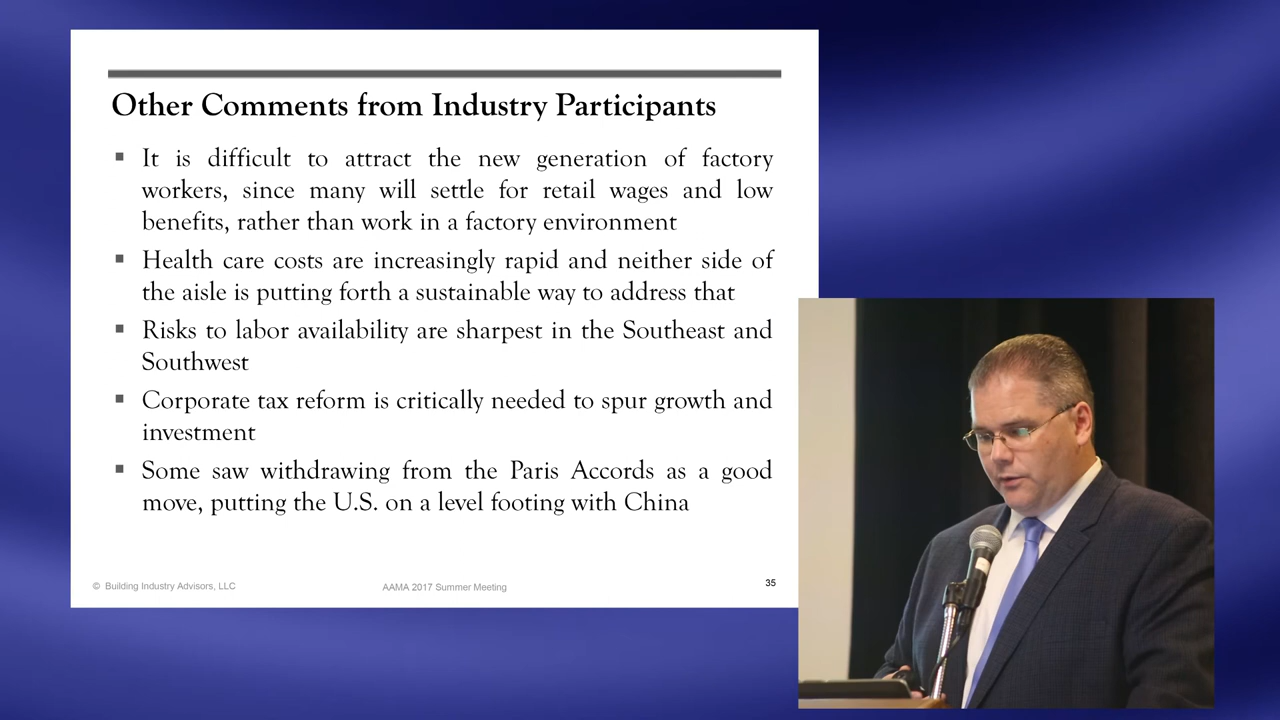 Other Comments from Industry Participants
▪ It is difficult to attract the new generation of factory
workers, since many will settle for retail wages and low
benefits, rather than work in a factory environment
▪ Health care costs are increasingly rapid and neither side of
the aisle is putting forth a sustainable way to address that
▪ Risks to labor availability are sharpest in the Southeast and
Southwest
▪ Corporate tax reform is critically needed to spur growth and
investment
▪ Some saw withdrawing from the Paris Accords as a good
move, putting the U.S. on a level footing with China
© Building Industry Advisors, LLC
AAMA 2017 Summer Meeting
35